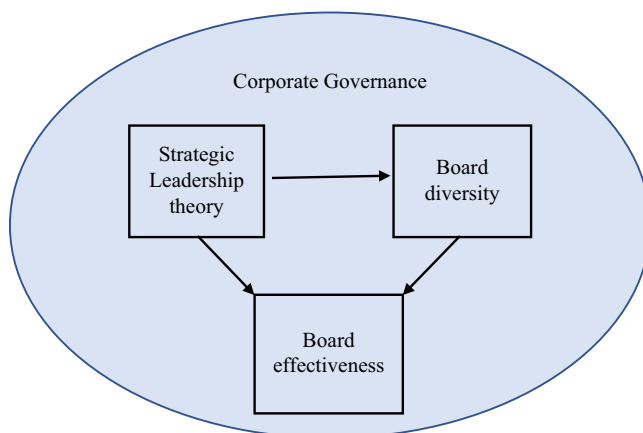 Corporate Governance
Strategic
Leadership
theory
Board
diversity
Board
effectiveness